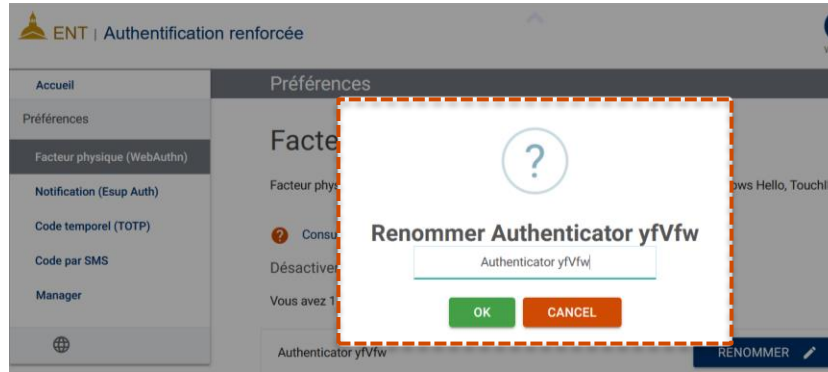 ENT | Authentification renforcée
Accueil
Préférences
Préférences
Facteur physique (WebAuthn)
Notification (Esup Auth)
Code temporel (TOTP)
Code par SMS
Manager
Facte
Facteur phys
ows Hello, TouchI
Consu
Désactiver
Vous avez 1
?
Renommer Authenticator yfVfw
Authenticator yfVfw
OK CANCEL
Authenticator yfVfw
RENOMMER